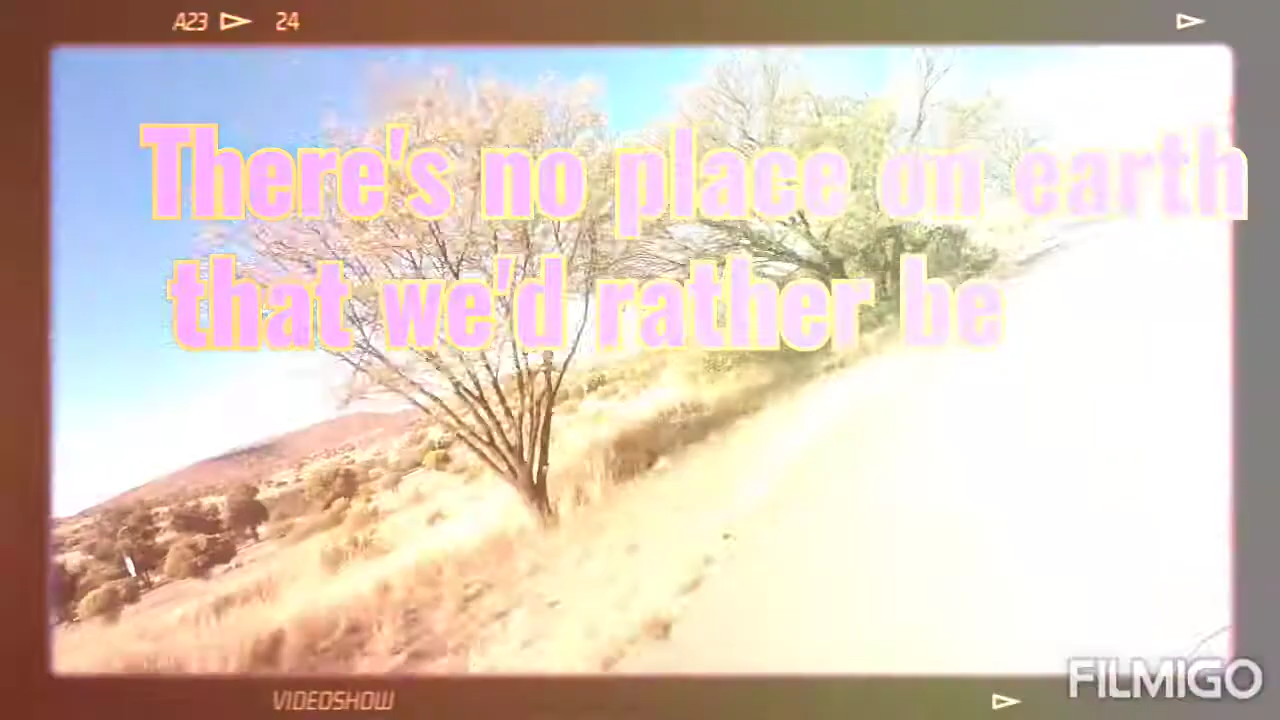 A23 24
There's no place on earth
that we'd rather be
VIDEOSHOW
FILMIGO